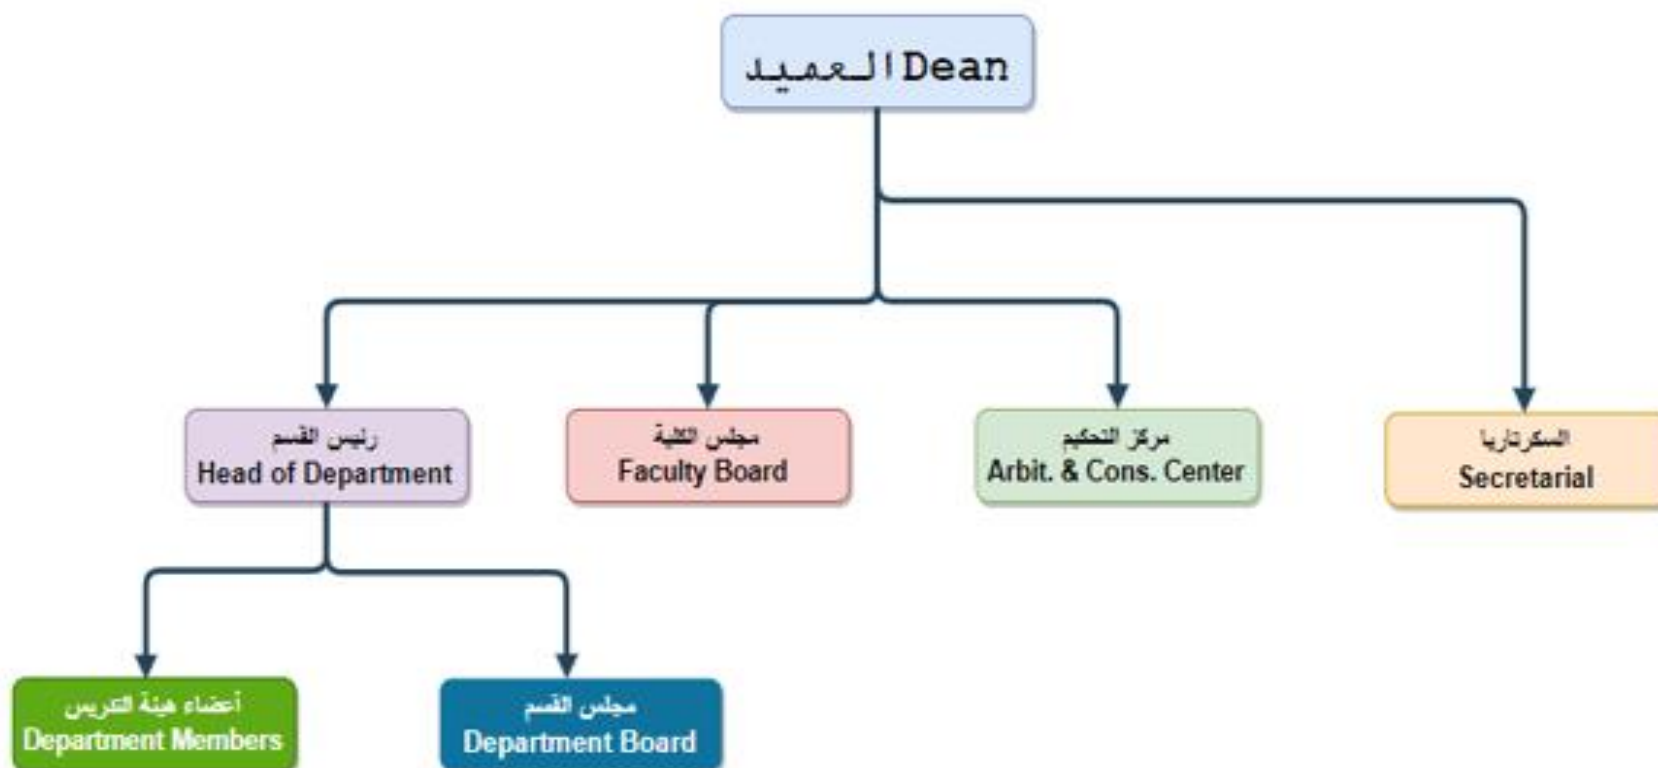 العميد Dean
رئيس القسم
Head of Department
مجلس الكلية
Faculty Board
مركز التحكيم
Arbit. & Cons. Center
السكرتاريا
Secretarial
أعضاء هيئة التدريس
Department Members
مجلس القسم
Department Board